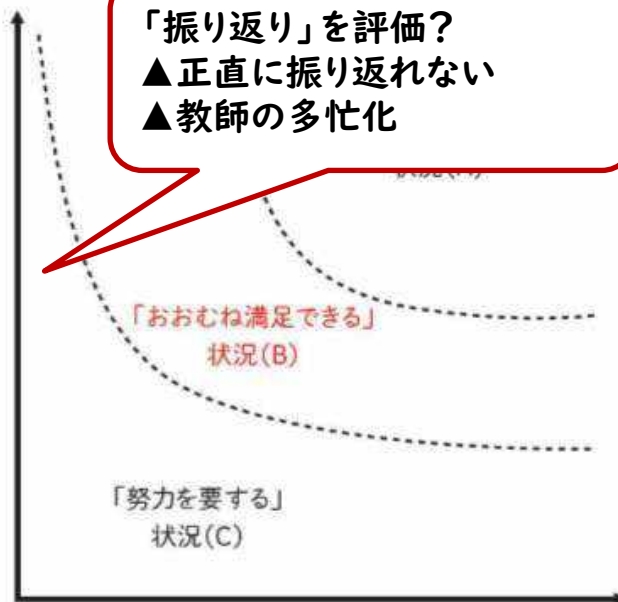 「振り返り」を評価?
▲正直に振り返れない
▲教師の多忙化
「おおむね満足できる」
状況(B)
「努力を要する」
状況(C)